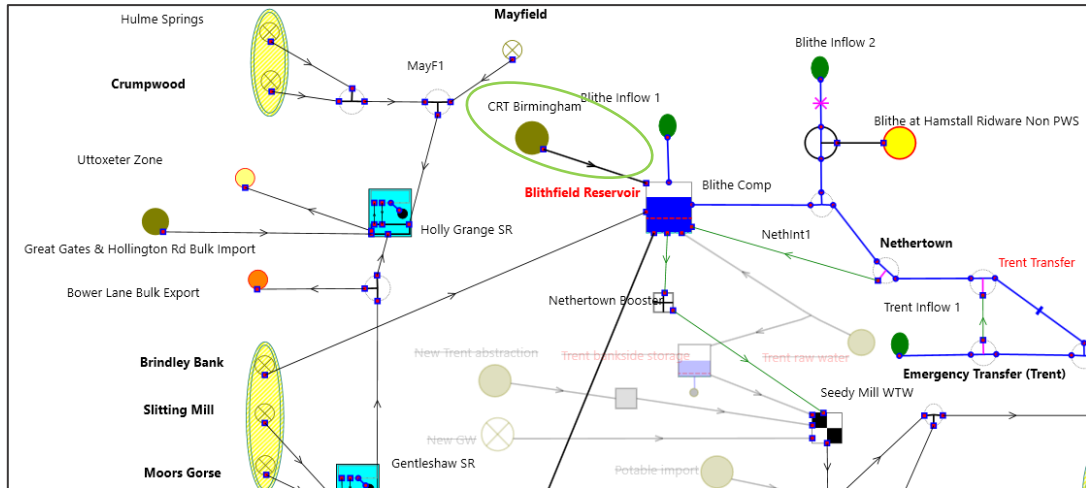 Hulme Springs
Mayfield
Blithe Inflow 2
Crumpwood
MayF1
CRT Birmingham
Blithe Inflow 1
Blithe at Hamstall Ridware Non PWS
Uttoxeter Zone
Blithfield Reservoir
Blithe Comp
Holly Grange SR
NethInt1
Nethertown
Great Gates & Hollington Rd Bulk Import
Trent Transfer
Bower Lane Bulk Export
Nethertown Booster
Trent Inflow 1
Brindley Bank
New Trent abstraction
Trent bankside storage
Trent raw water
Emergency Transfer (Trent)
Slitting Mill
Seedy Mill WTW
New GW
Moors Gorse
Gentleshaw SR
Potable import